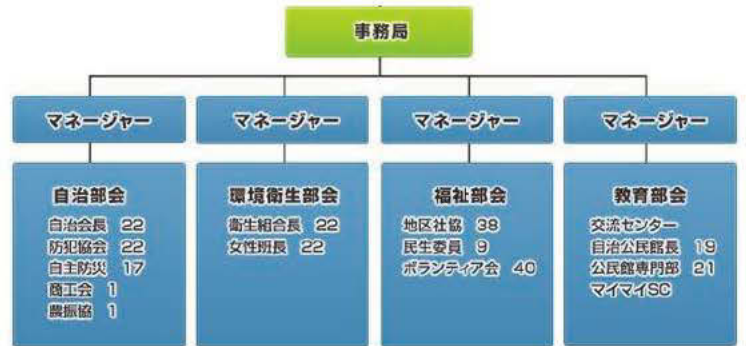 事務局
マネージャー
マネージャー
マネージャー
マネージャー
自治部会
自治会長 22
防犯協会 22
自主防災 17
商工会 1
農振協 1
環境衛生部会
衛生組合長 22
女性班長 22
福祉部会
地区社協 38
民生委員 9
ボランティア会 40
教育部会
交流センター
自治公民館長 19
公民館専門部 21
マイマイSC